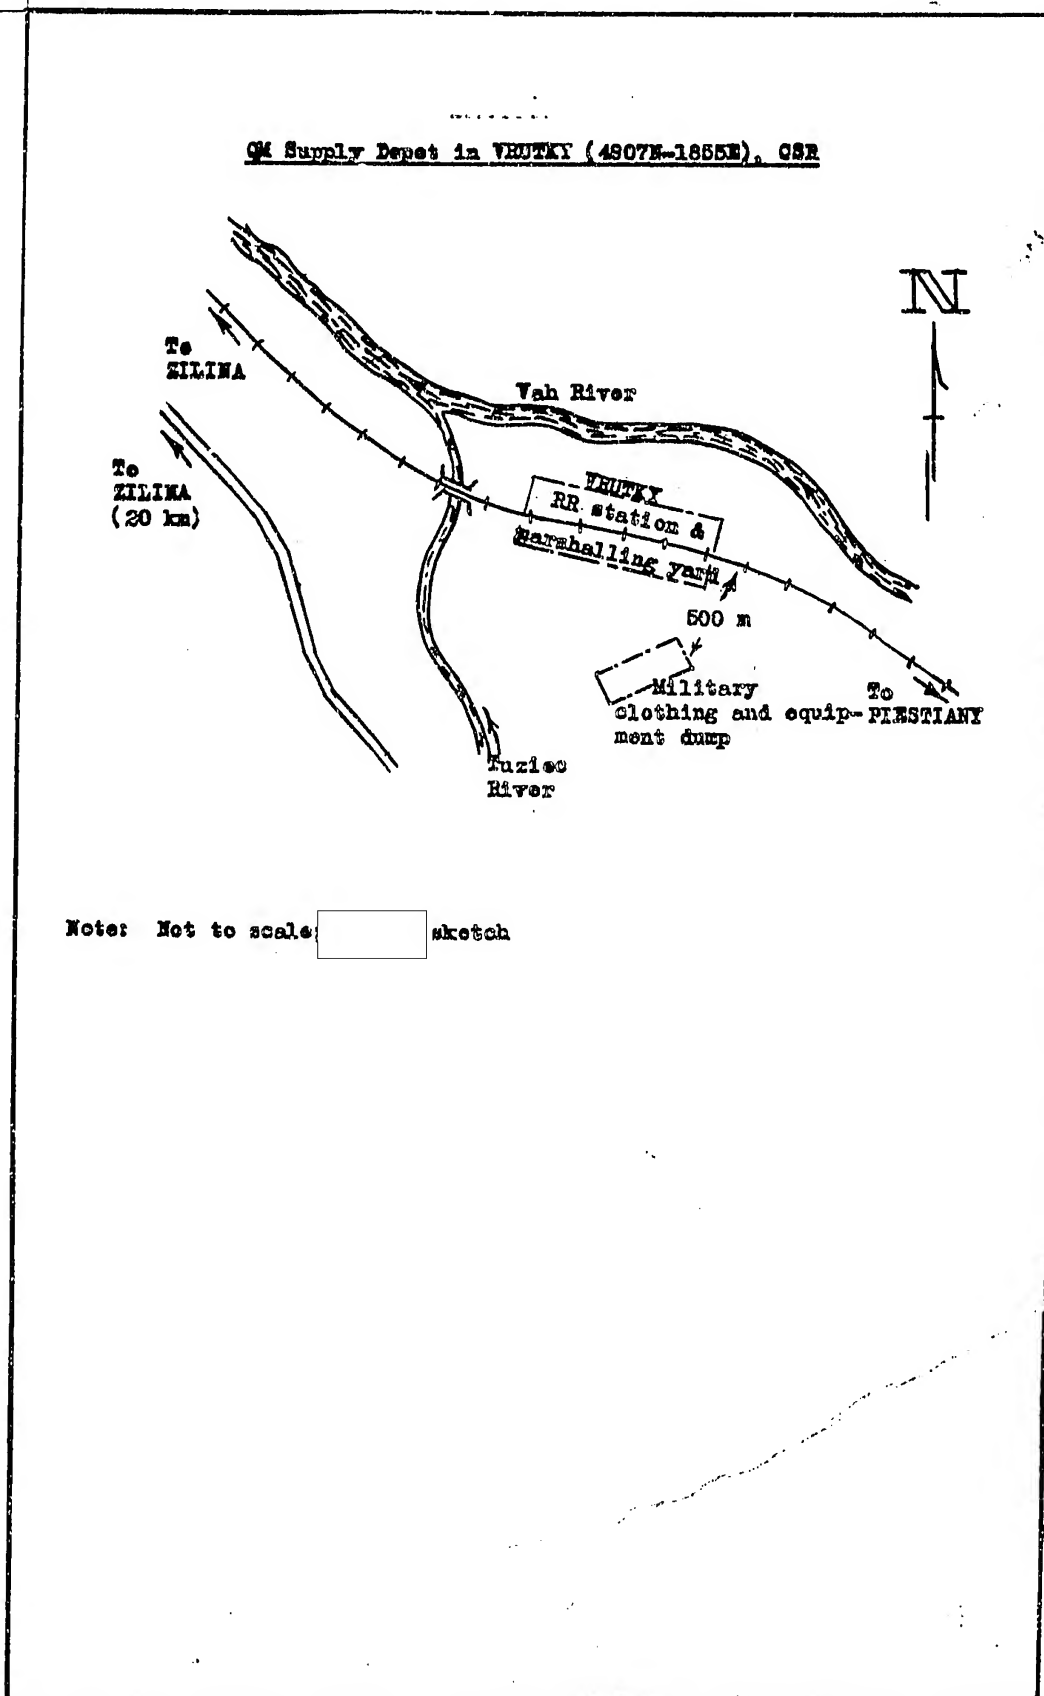 QM Supply Depot in VRUTKY (4907N-1855E), CSR
N
To
ZILINA
Vah River
To
ZILINA
(20 km)
VRUTKY
RR station &
marshalling yard
500 m
Military
clothing and equip-
ment dump
To
PIESTIANY
Turiec
River
Note: Not to scale; sketch